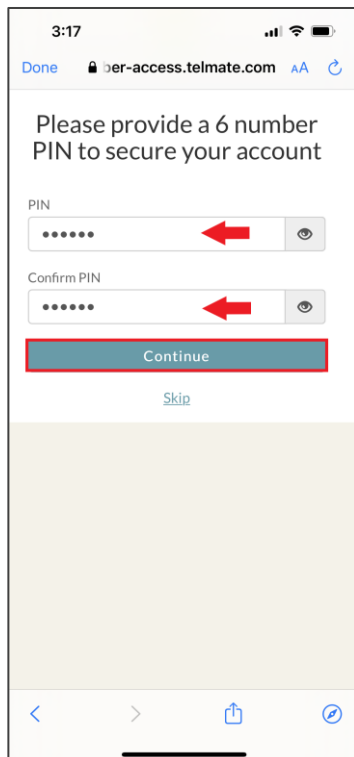 3:17
Done ber-access.telmate.com AA
Please provide a 6 number
PIN to secure your account
PIN
••••••
Confirm PIN
••••••
Continue
Skip